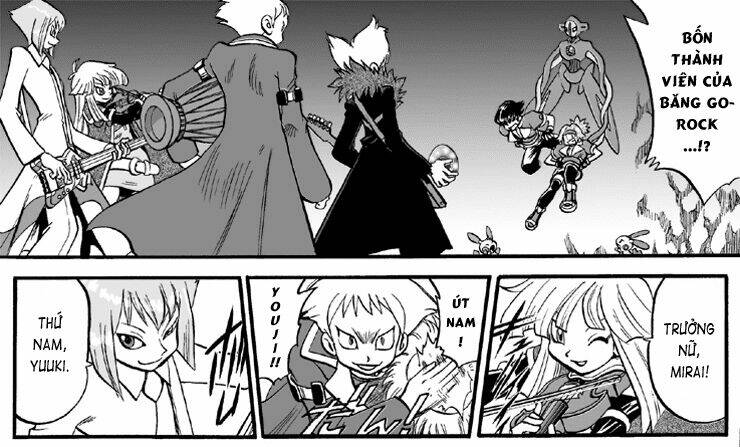 BỐN
THÀNH
VIÊN CỦA
BĂNG GO-
ROCK
...!?
TRƯỞNG
NỮ,
MIRAI!
ÚT
NAM
!
YOUJI!!
THỨ
NAM,
YUUKI.